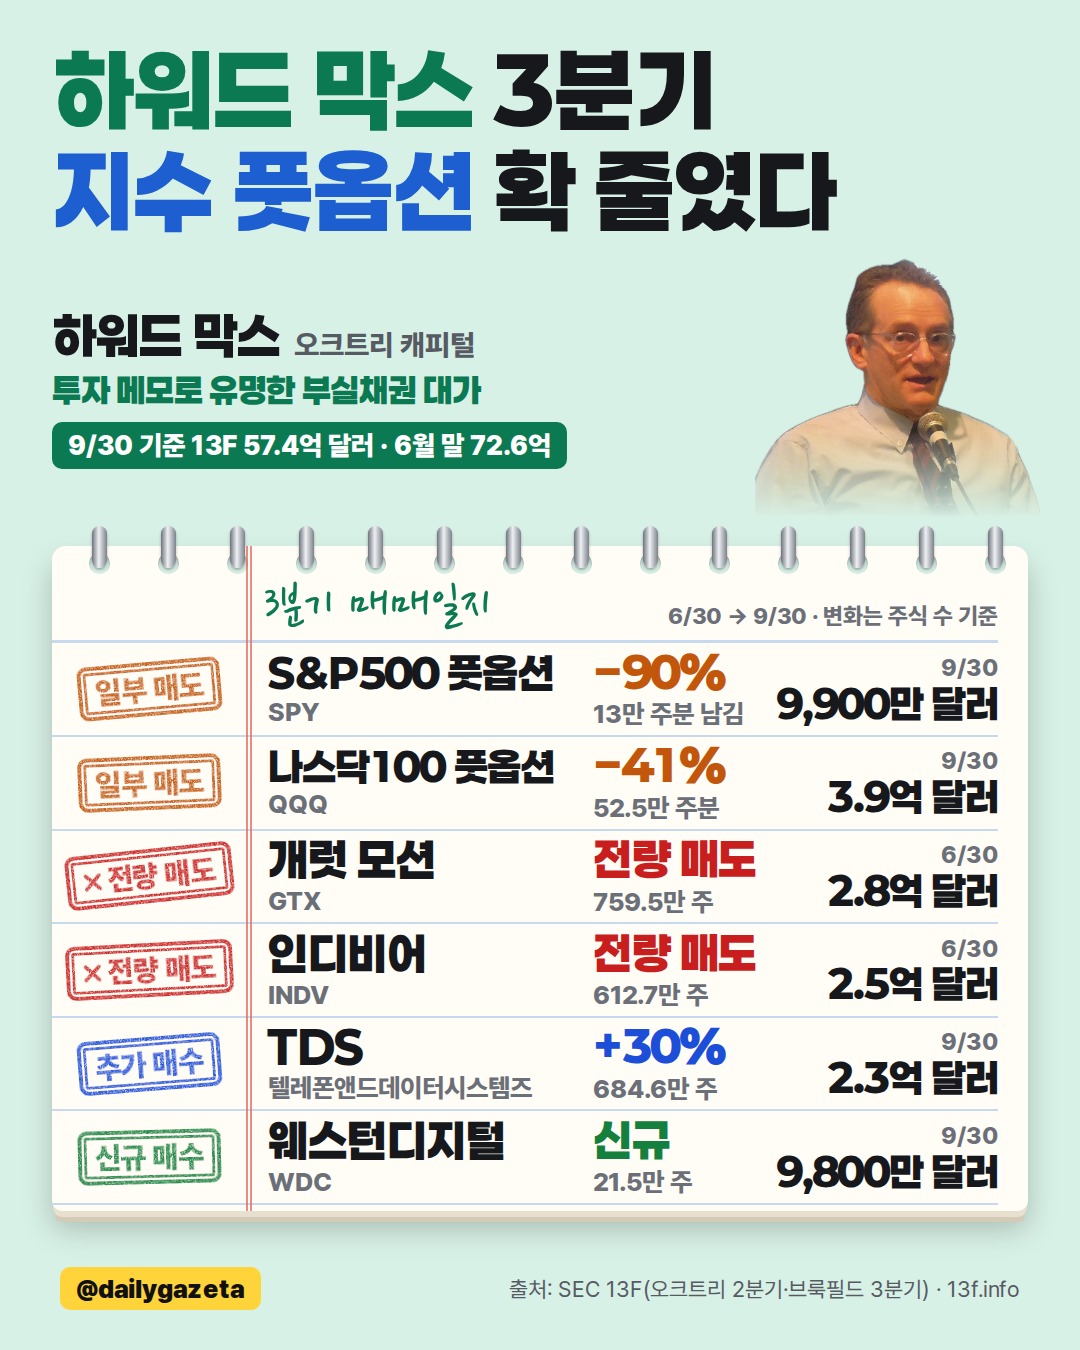 하워드 막스 3분기
지수 풋옵션 확 줄였다
하워드 막스 오크트리 캐피털
투자 메모로 유명한 부실채권 대가
9/30 기준 13F 57.4억 달러 · 6월 말 72.6억
3분기 매매일지
6/30 → 9/30 · 변화는 주식 수 기준
일부 매도
S&P500 풋옵션
SPY
−90%
13만 주분 남김
9/30
9,900만 달러
일부 매도
나스닥100 풋옵션
QQQ
−41%
52.5만 주분
9/30
3.9억 달러
× 전량 매도
개럿 모션
GTX
전량 매도
759.5만 주
6/30
2.8억 달러
× 전량 매도
인디비어
INDV
전량 매도
612.7만 주
6/30
2.5억 달러
추가 매수
TDS
텔레폰앤드데이터시스템즈
+30%
684.6만 주
9/30
2.3억 달러
신규 매수
웨스턴디지털
WDC
신규
21.5만 주
9/30
9,800만 달러
@dailygazeta
출처: SEC 13F(오크트리 2분기·브룩필드 3분기) · 13f.info